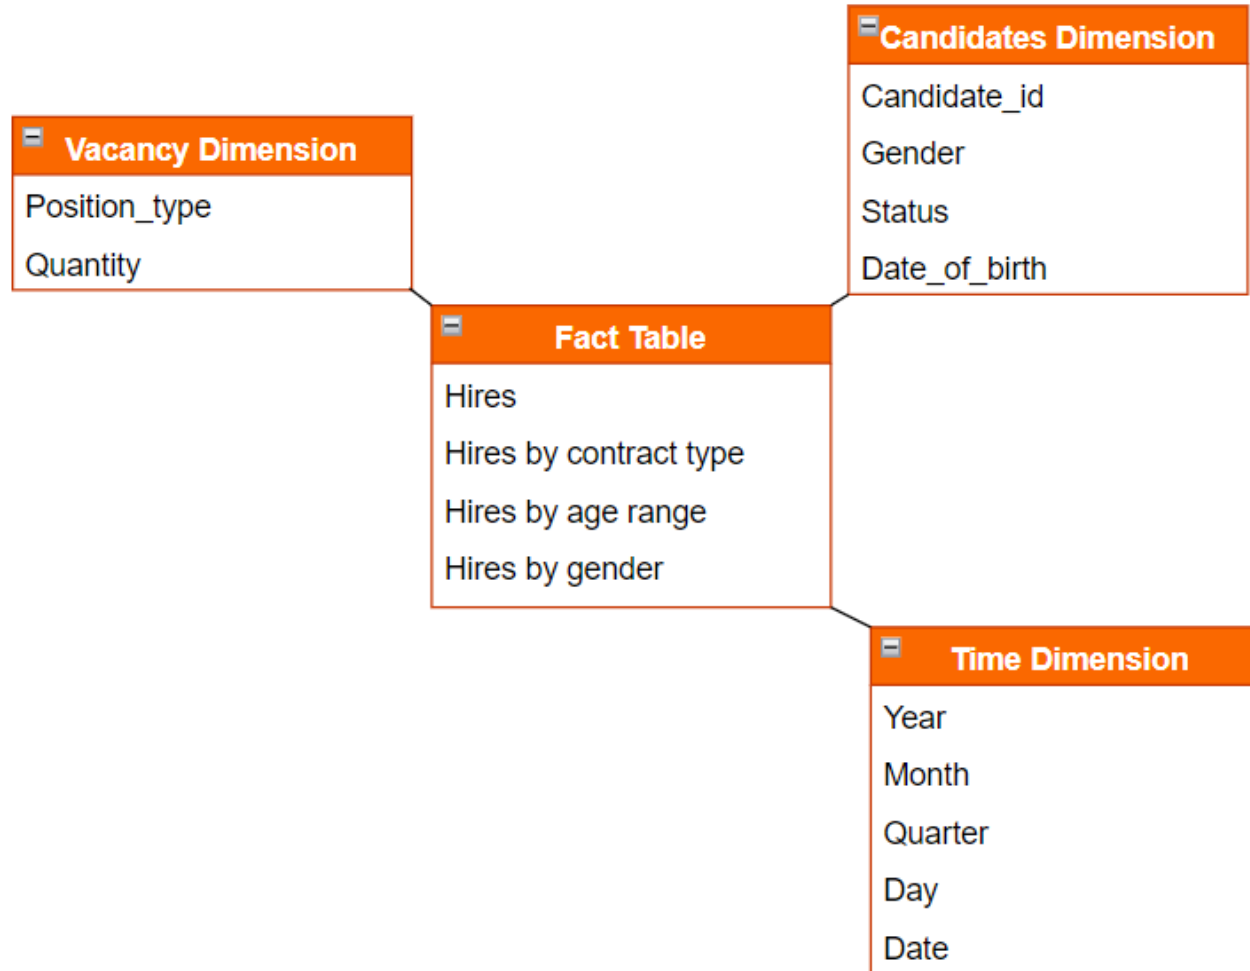 Candidates Dimension
Candidate_id
Gender
Status
Date_of_birth
Vacancy Dimension
Position_type
Quantity
Fact Table
Hires
Hires by contract type
Hires by age range
Hires by gender
Time Dimension
Year
Month
Quarter
Day
Date